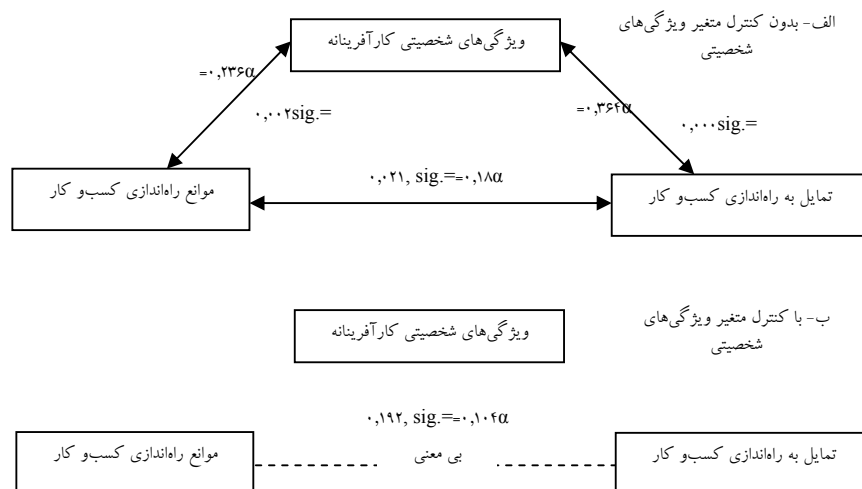 الف- بدون کنترل متغیر ویژگی‌های
شخصیتی
ویژگی‌های شخصیتی کارآفرینانه
=۰,۲۳۶α
۰,۰۰۲sig.=
=۰,۳۶۴α
۰,۰۰۰sig.=
موانع راه‌اندازی کسب‌و کار
۰,۰۲۱, sig.==۰,۱۸α
تمایل به راه‌اندازی کسب‌و کار
ب- با کنترل متغیر ویژگی‌های
شخصیتی
ویژگی‌های شخصیتی کارآفرینانه
۰,۱۹۲, sig.==۰,۱۰۴α
موانع راه‌اندازی کسب‌و کار
بی معنی
تمایل به راه‌اندازی کسب‌و کار